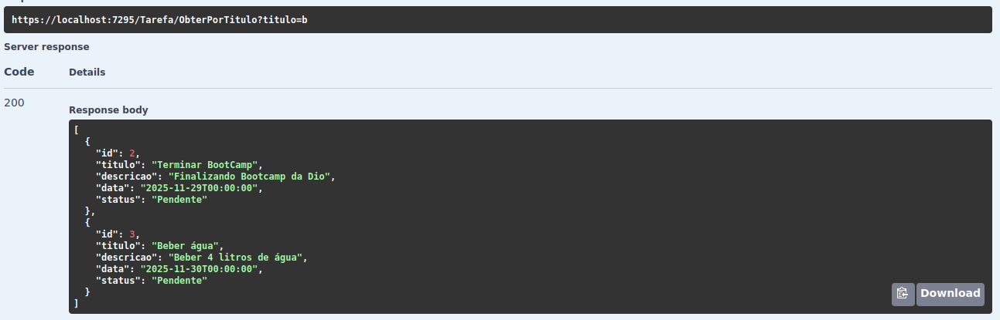 https://localhost:7295/Tarefa/ObterPorTitulo?titulo=b
Server response
Code Details
200
Response body
[
  {
    "id": 2,
    "titulo": "Terminar BootCamp",
    "descricao": "Finalizando Bootcamp da Dio",
    "data": "2025-11-29T00:00:00",
    "status": "Pendente"
  },
  {
    "id": 3,
    "titulo": "Beber água",
    "descricao": "Beber 4 litros de água",
    "data": "2025-11-30T00:00:00",
    "status": "Pendente"
  }
]
Download